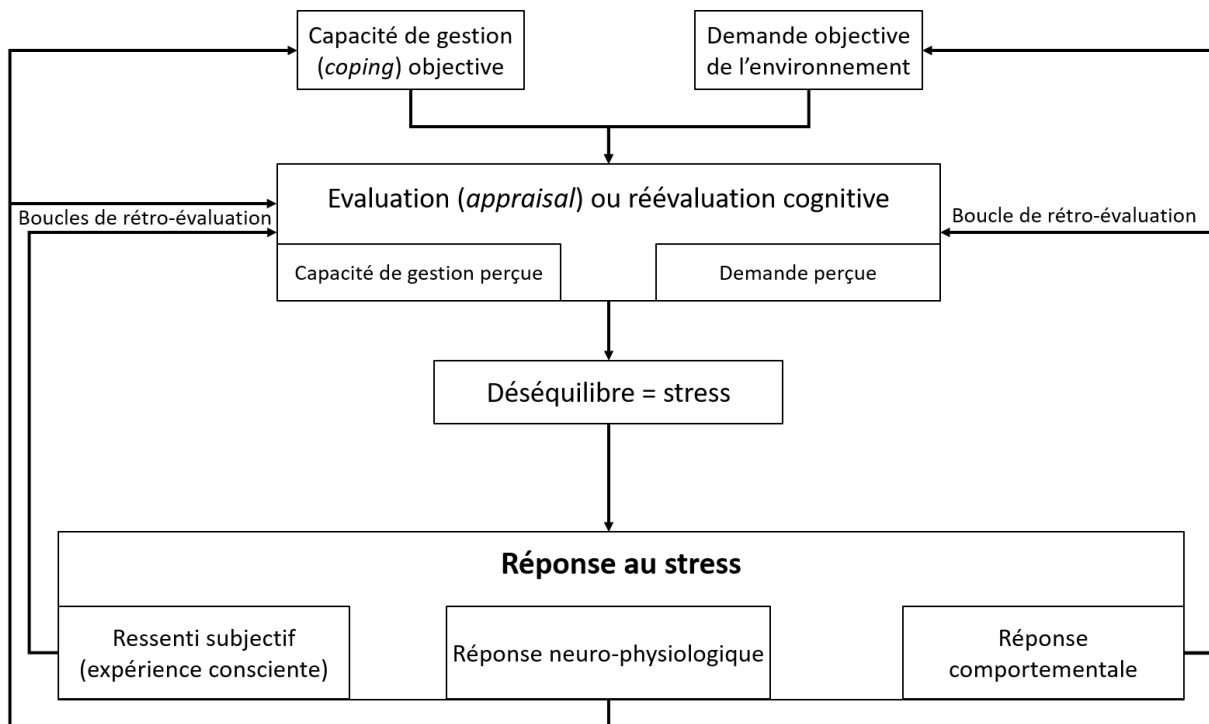 Capacité de gestion
(coping) objective
Demande objective
de l’environnement
Evaluation (appraisal) ou réévaluation cognitive
Boucles de rétro-évaluation
Boucle de rétro-évaluation
Capacité de gestion perçue
Demande perçue
Déséquilibre = stress
Réponse au stress
Ressenti subjectif
(expérience consciente)
Réponse neuro-physiologique
Réponse
comportementale